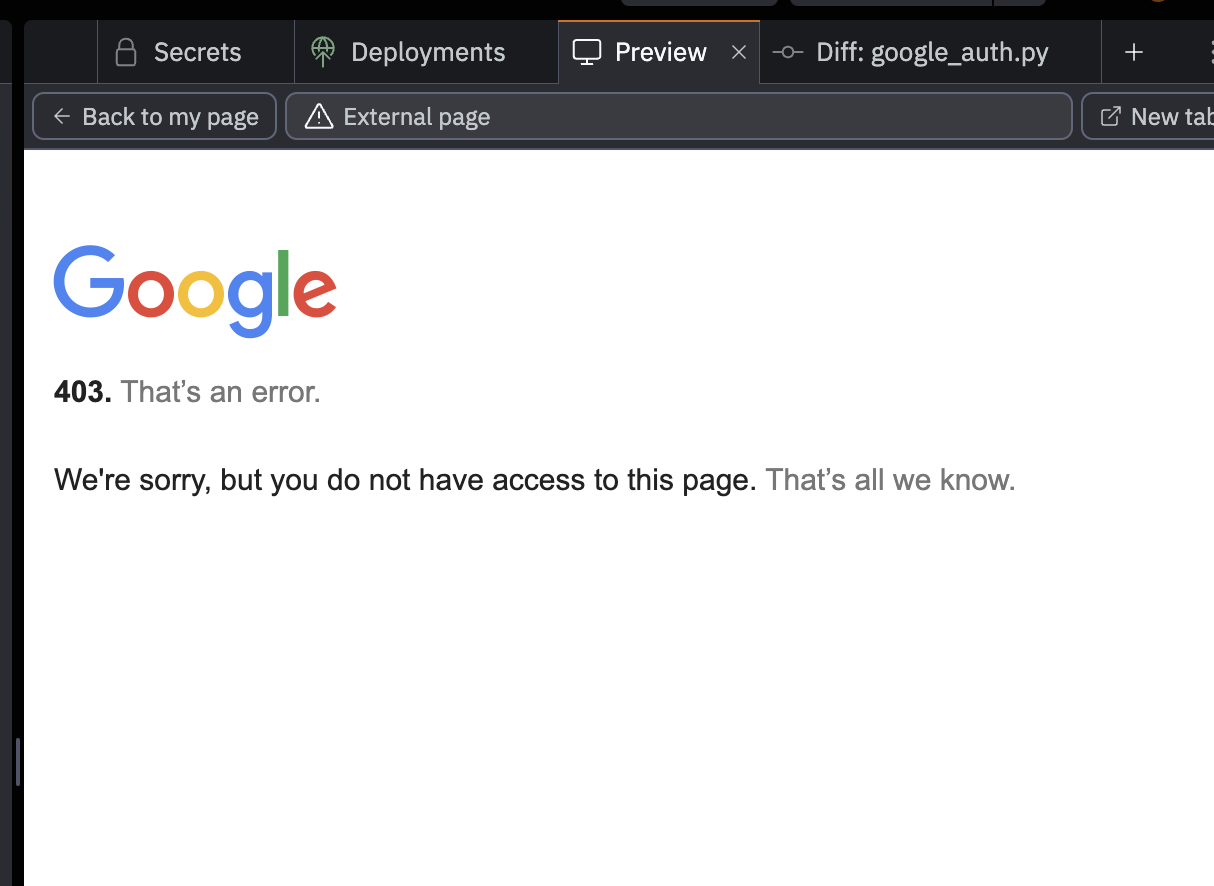 Secrets
Deployments
Preview
Diff: google_auth.py
Back to my page
External page
New tab
Google
403. That’s an error.
We're sorry, but you do not have access to this page. That’s all we know.